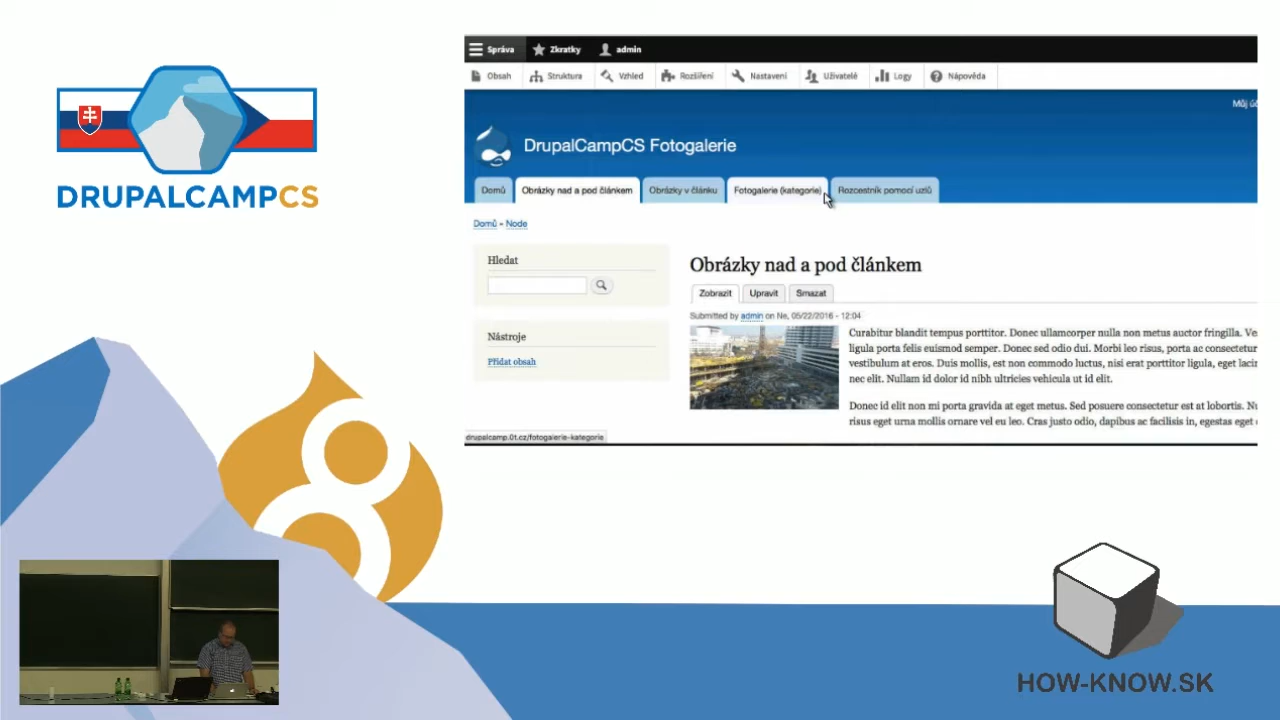 DRUPALCAMPCS
Správa Zkratky admin
Obsah Struktura Vzhled Rozšíření Nastavení Uživatelé Logy Nápověda
Můj
DrupalCampCS Fotogalerie
Domů Obrázky nad a pod článkem Obrázky v článku Fotogalerie (kategorie) Rozcestník pomocí uzlů
Domů » Node
Hledat
Nástroje
Přidat obsah
Obrázky nad a pod článkem
Zobrazit Upravit Smazat
Submitted by admin on Ne, 05/22/2016 - 12:04
Curabitur blandit tempus porttitor. Donec ullamcorper nulla non metus auctor fringilla.
ligula porta felis euismod semper. Donec sed odio dui. Morbi leo risus, porta ac consectetur
vestibulum at eros. Duis mollis, est non commodo luctus, nisi erat porttitor ligula, eget
nec elit. Nullam id dolor id nibh ultricies vehicula ut id elit.
Donec id elit non mi porta gravida at eget metus. Sed posuere consectetur est at lobortis.
risus eget urna mollis ornare vel eu leo. Cras justo odio, dapibus ac facilisis in, egestas eget
drupalcamp.01.cz/fotogalerie-kategorie
HOW-KNOW.SK